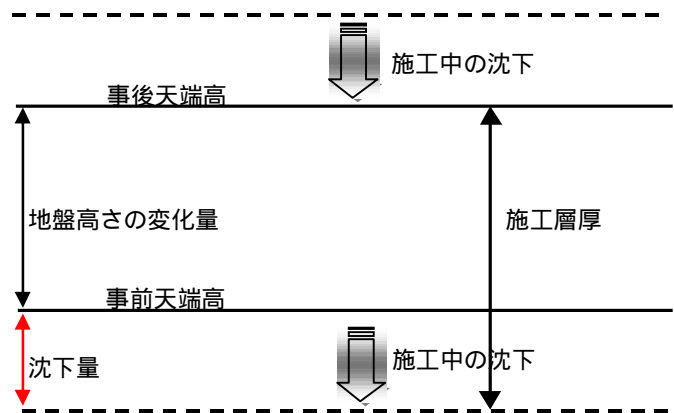 施工中の沈下
事後天端高
地盤高さの変化量
施工層厚
事前天端高
施工中の沈下
沈下量